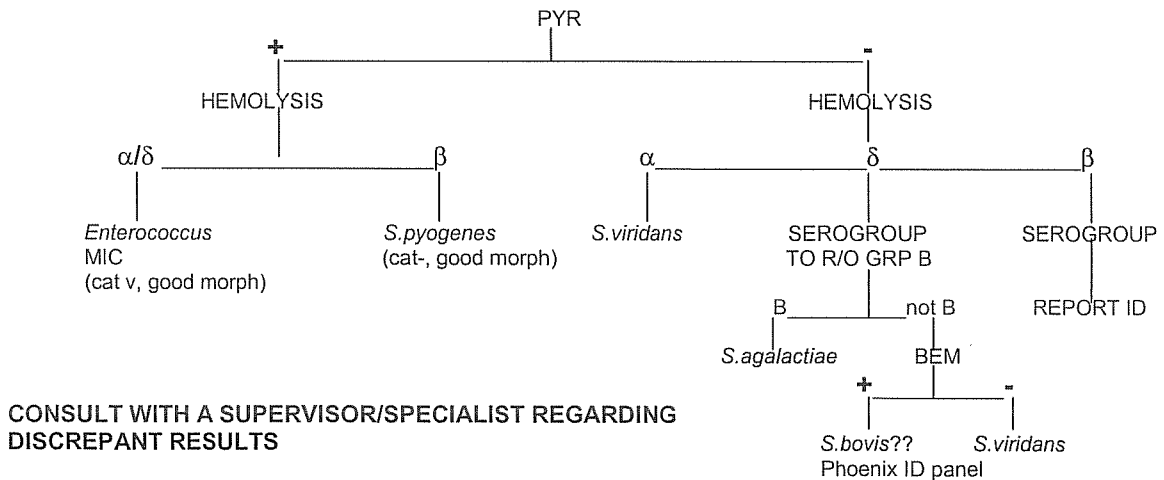 PYR
+
-
HEMOLYSIS
HEMOLYSIS
α/δ
β
α
δ
β
Enterococcus
MIC
(cat v, good morph)
S.pyogenes
(cat-, good morph)
S.viridans
SEROGROUP
TO R/O GRP B
SEROGROUP
REPORT ID
B
not B
S.agalactiae
BEM
+
-
S.bovis??
Phoenix ID panel
S.viridans
CONSULT WITH A SUPERVISOR/SPECIALIST REGARDING
DISCREPANT RESULTS